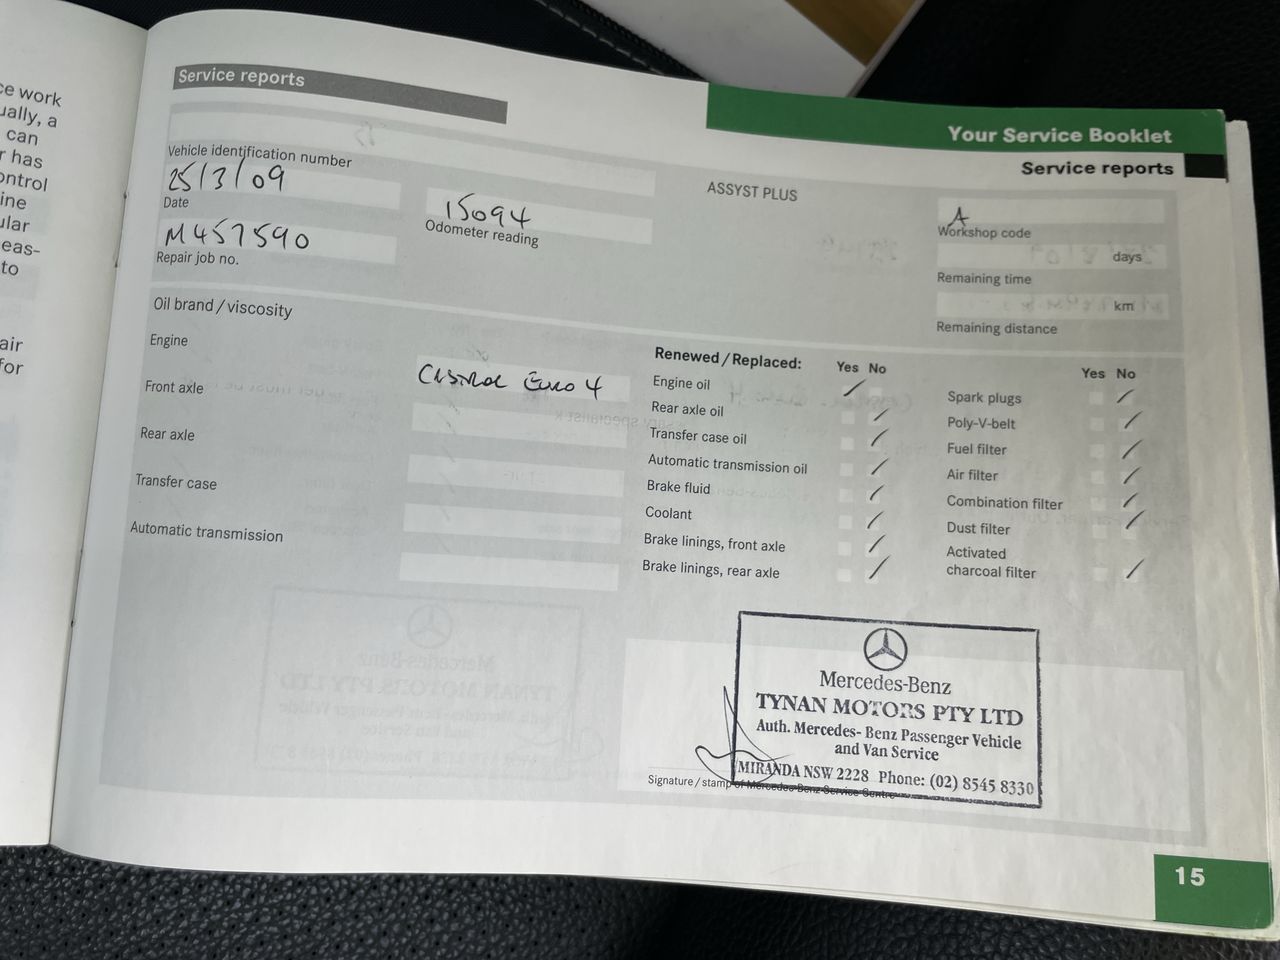 ce work
ually, a
can
r has
ontrol
ine
ular
eas-
to
air
for
Service reports
Your Service Booklet
Service reports
Vehicle identification number
25/3/09
Date
15094
Odometer reading
M457590
Repair job no.
ASSYST PLUS
A
Workshop code
days
Remaining time
km
Remaining distance
Oil brand / viscosity
Engine
Castrol Euro 4
Front axle
Rear axle
Transfer case
Automatic transmission
Renewed / Replaced:
Yes No
Engine oil
Rear axle oil
Transfer case oil
Automatic transmission oil
Brake fluid
Coolant
Brake linings, front axle
Brake linings, rear axle
Yes No
Spark plugs
Poly-V-belt
Fuel filter
Air filter
Combination filter
Dust filter
Activated
charcoal filter
Mercedes-Benz
TYNAN MOTORS PTY LTD
Auth. Mercedes- Benz Passenger Vehicle
and Van Service
MIRANDA NSW 2228 Phone: (02) 8545 8330
Signature / stamp of Mercedes-Benz Service Centre
15